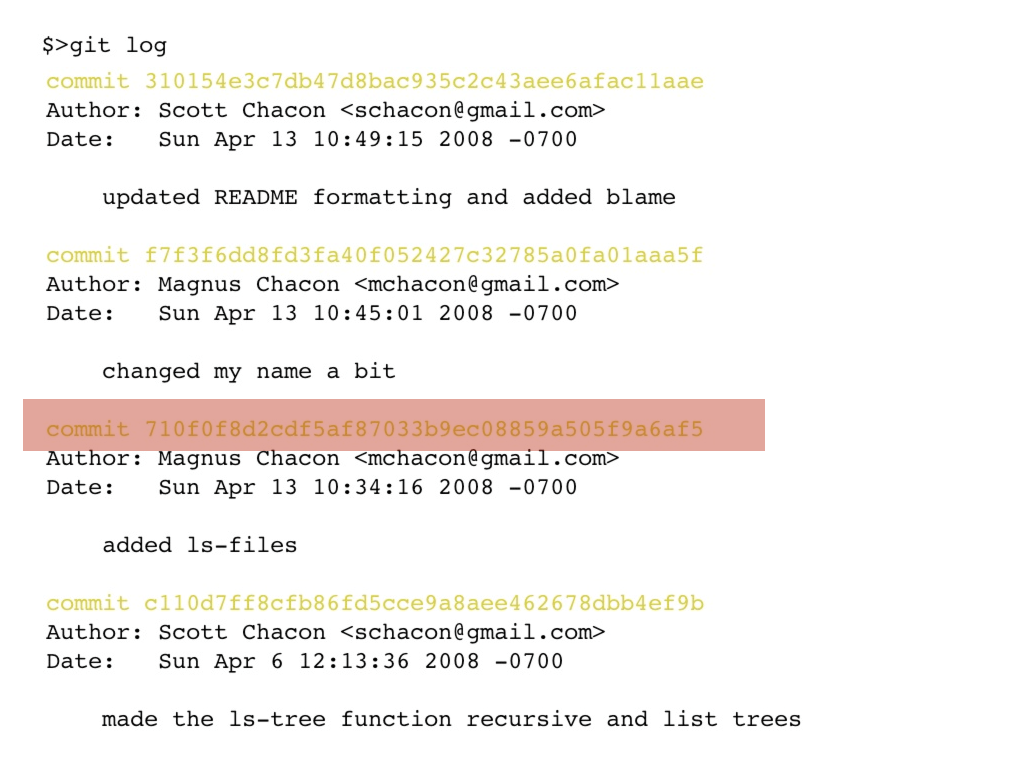 $>git log
commit 310154e3c7db47d8bac935c2c43aee6afac11aae
Author: Scott Chacon <schacon@gmail.com>
Date:   Sun Apr 13 10:49:15 2008 -0700
    updated README formatting and added blame
commit f7f3f6dd8fd3fa40f052427c32785a0fa01aaa5f
Author: Magnus Chacon <mchacon@gmail.com>
Date:   Sun Apr 13 10:45:01 2008 -0700
    changed my name a bit
commit 710f0f8d2cdf5af87033b9ec08859a505f9a6af5
Author: Magnus Chacon <mchacon@gmail.com>
Date:   Sun Apr 13 10:34:16 2008 -0700
    added ls-files
commit c110d7ff8cfb86fd5cce9a8aee462678dbb4ef9b
Author: Scott Chacon <schacon@gmail.com>
Date:   Sun Apr 6 12:13:36 2008 -0700
    made the ls-tree function recursive and list trees